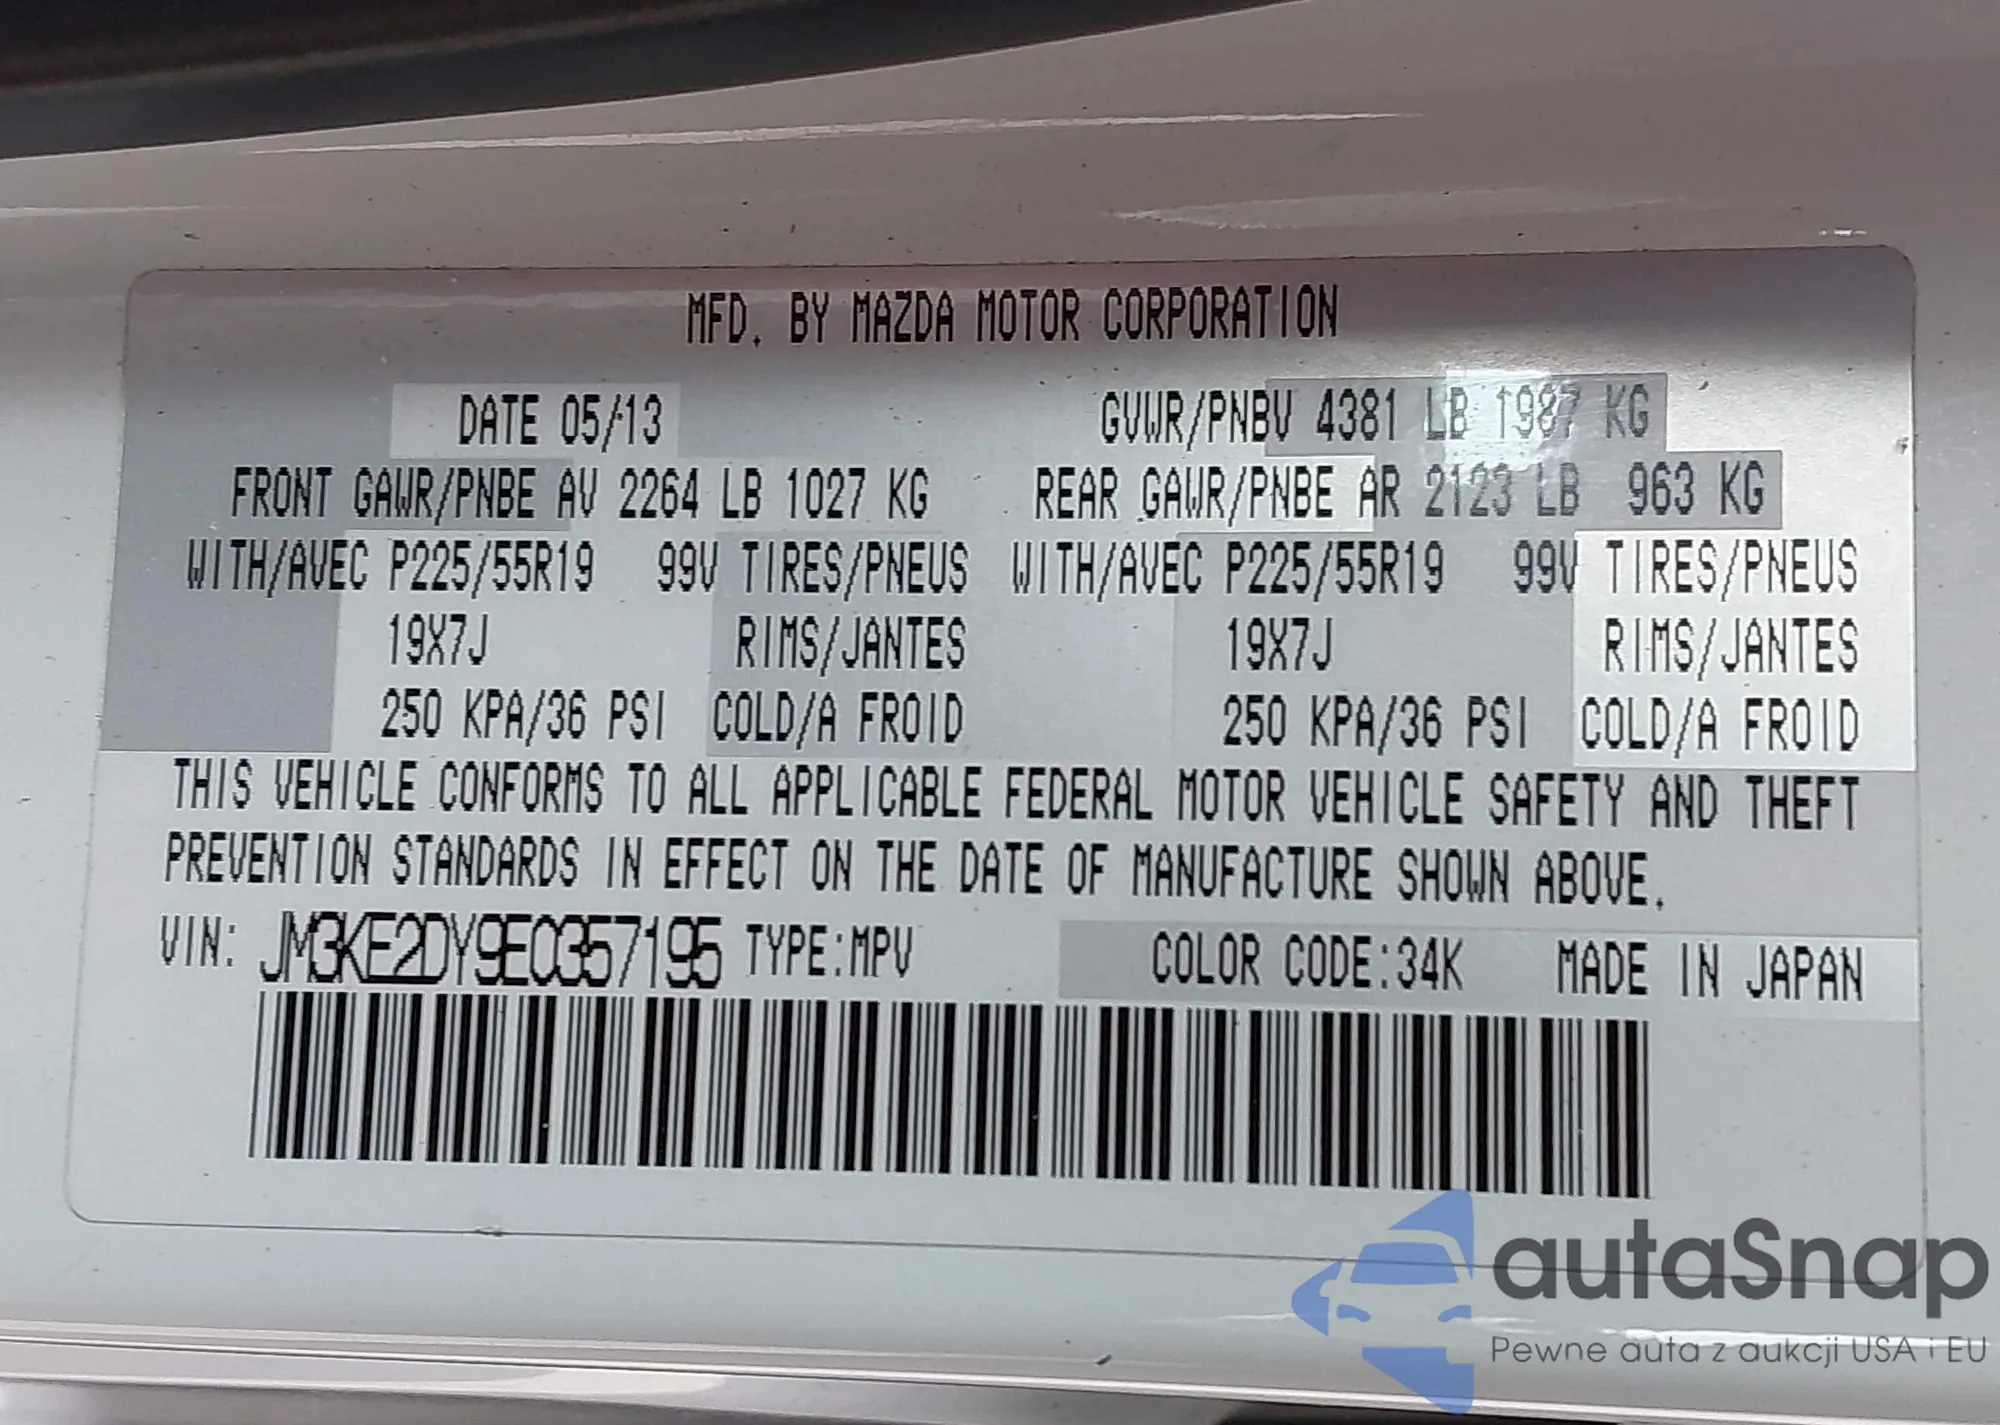 MFD. BY MAZDA MOTOR CORPORATION
DATE 05/13 GVWR/PNBV 4381 LB 1987 KG
FRONT GAWR/PNBE AV 2264 LB 1027 KG REAR GAWR/PNBE AR 2123 LB 963 KG
WITH/AVEC P225/55R19 99V TIRES/PNEUS WITH/AVEC P225/55R19 99V TIRES/PNEUS
19X7J RIMS/JANTES 19X7J RIMS/JANTES
250 KPA/36 PSI COLD/A FROID 250 KPA/36 PSI COLD/A FROID
THIS VEHICLE CONFORMS TO ALL APPLICABLE FEDERAL MOTOR VEHICLE SAFETY AND THEFT
PREVENTION STANDARDS IN EFFECT ON THE DATE OF MANUFACTURE SHOWN ABOVE.
VIN: JM3KE2DY9E0357195 TYPE:MPV COLOR CODE:34K MADE IN JAPAN
autaSnap
Pewne auta z aukcji USA i EU